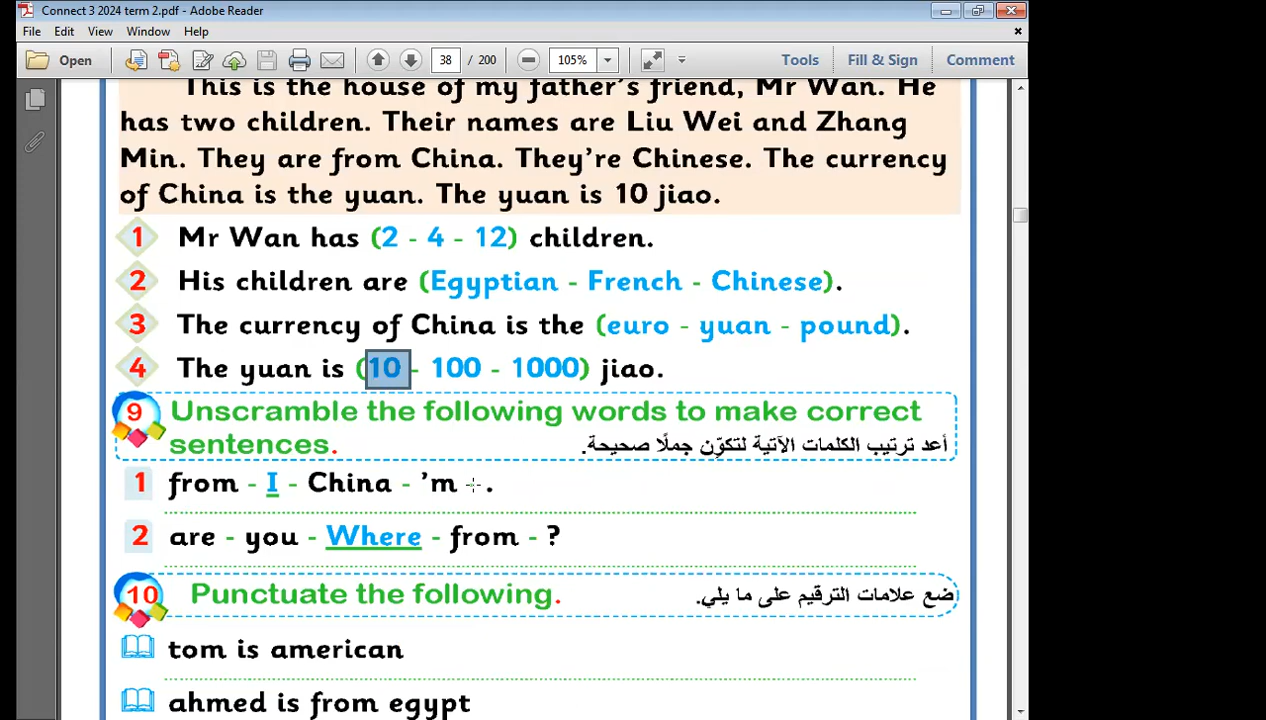 Connect 3 2024 term 2.pdf - Adobe Reader
File Edit View Window Help
Open 38 / 200 105% Tools Fill & Sign Comment
This is the house of my father's friend, Mr Wan. He
has two children. Their names are Liu Wei and Zhang
Min. They are from China. They're Chinese. The currency
of China is the yuan. The yuan is 10 jiao.
1 Mr Wan has (2 - 4 - 12) children.
2 His children are (Egyptian - French - Chinese).
3 The currency of China is the (euro - yuan - pound).
4 The yuan is (10 - 100 - 1000) jiao.
9 Unscramble the following words to make correct
sentences. أعد ترتيب الكلمات الآتية لتكوّن جملًا صحيحة.
1 from - I - China - 'm - .
2 are - you - Where - from - ?
10 Punctuate the following. ضع علامات الترقيم على ما يلي.
tom is american
ahmed is from egypt